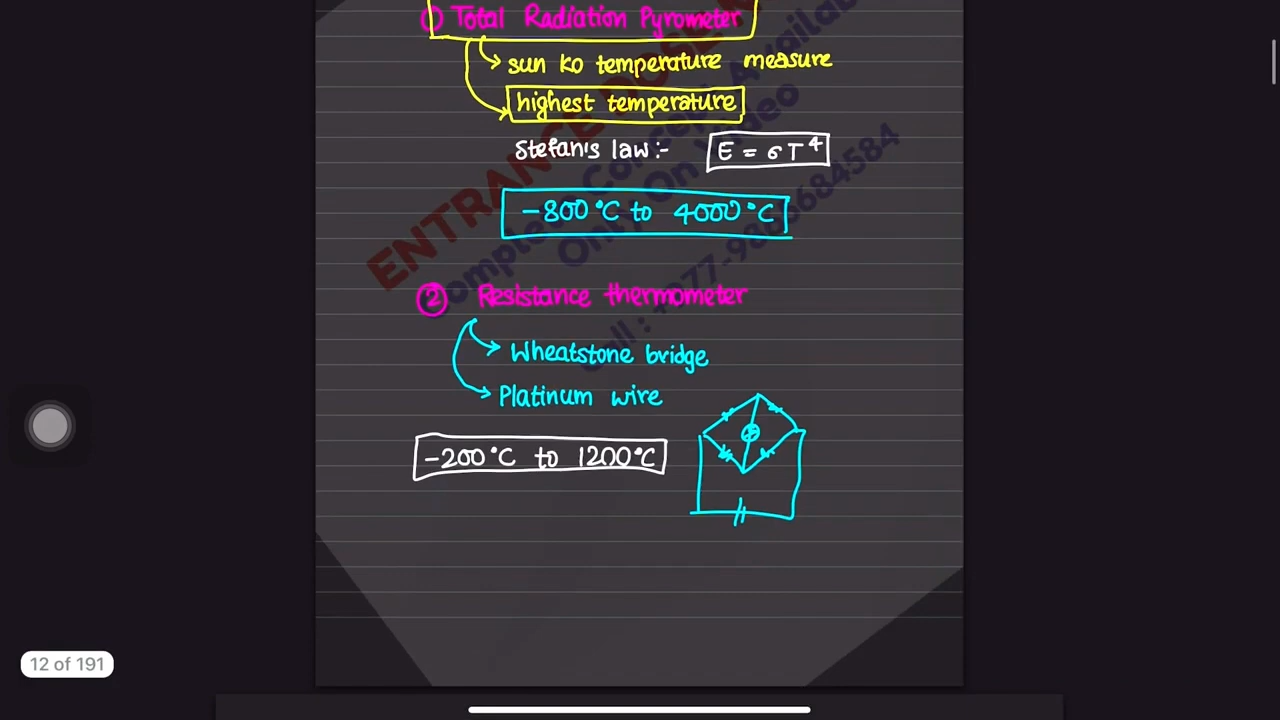 ① Total Radiation Pyrometer
sun ko temperature measure
highest temperature
Stefan's law :- E = σT⁴
-800°C to 4000°C
② Resistance thermometer
Wheatstone bridge
Platinum wire
-200°C to 1200°C
12 of 191